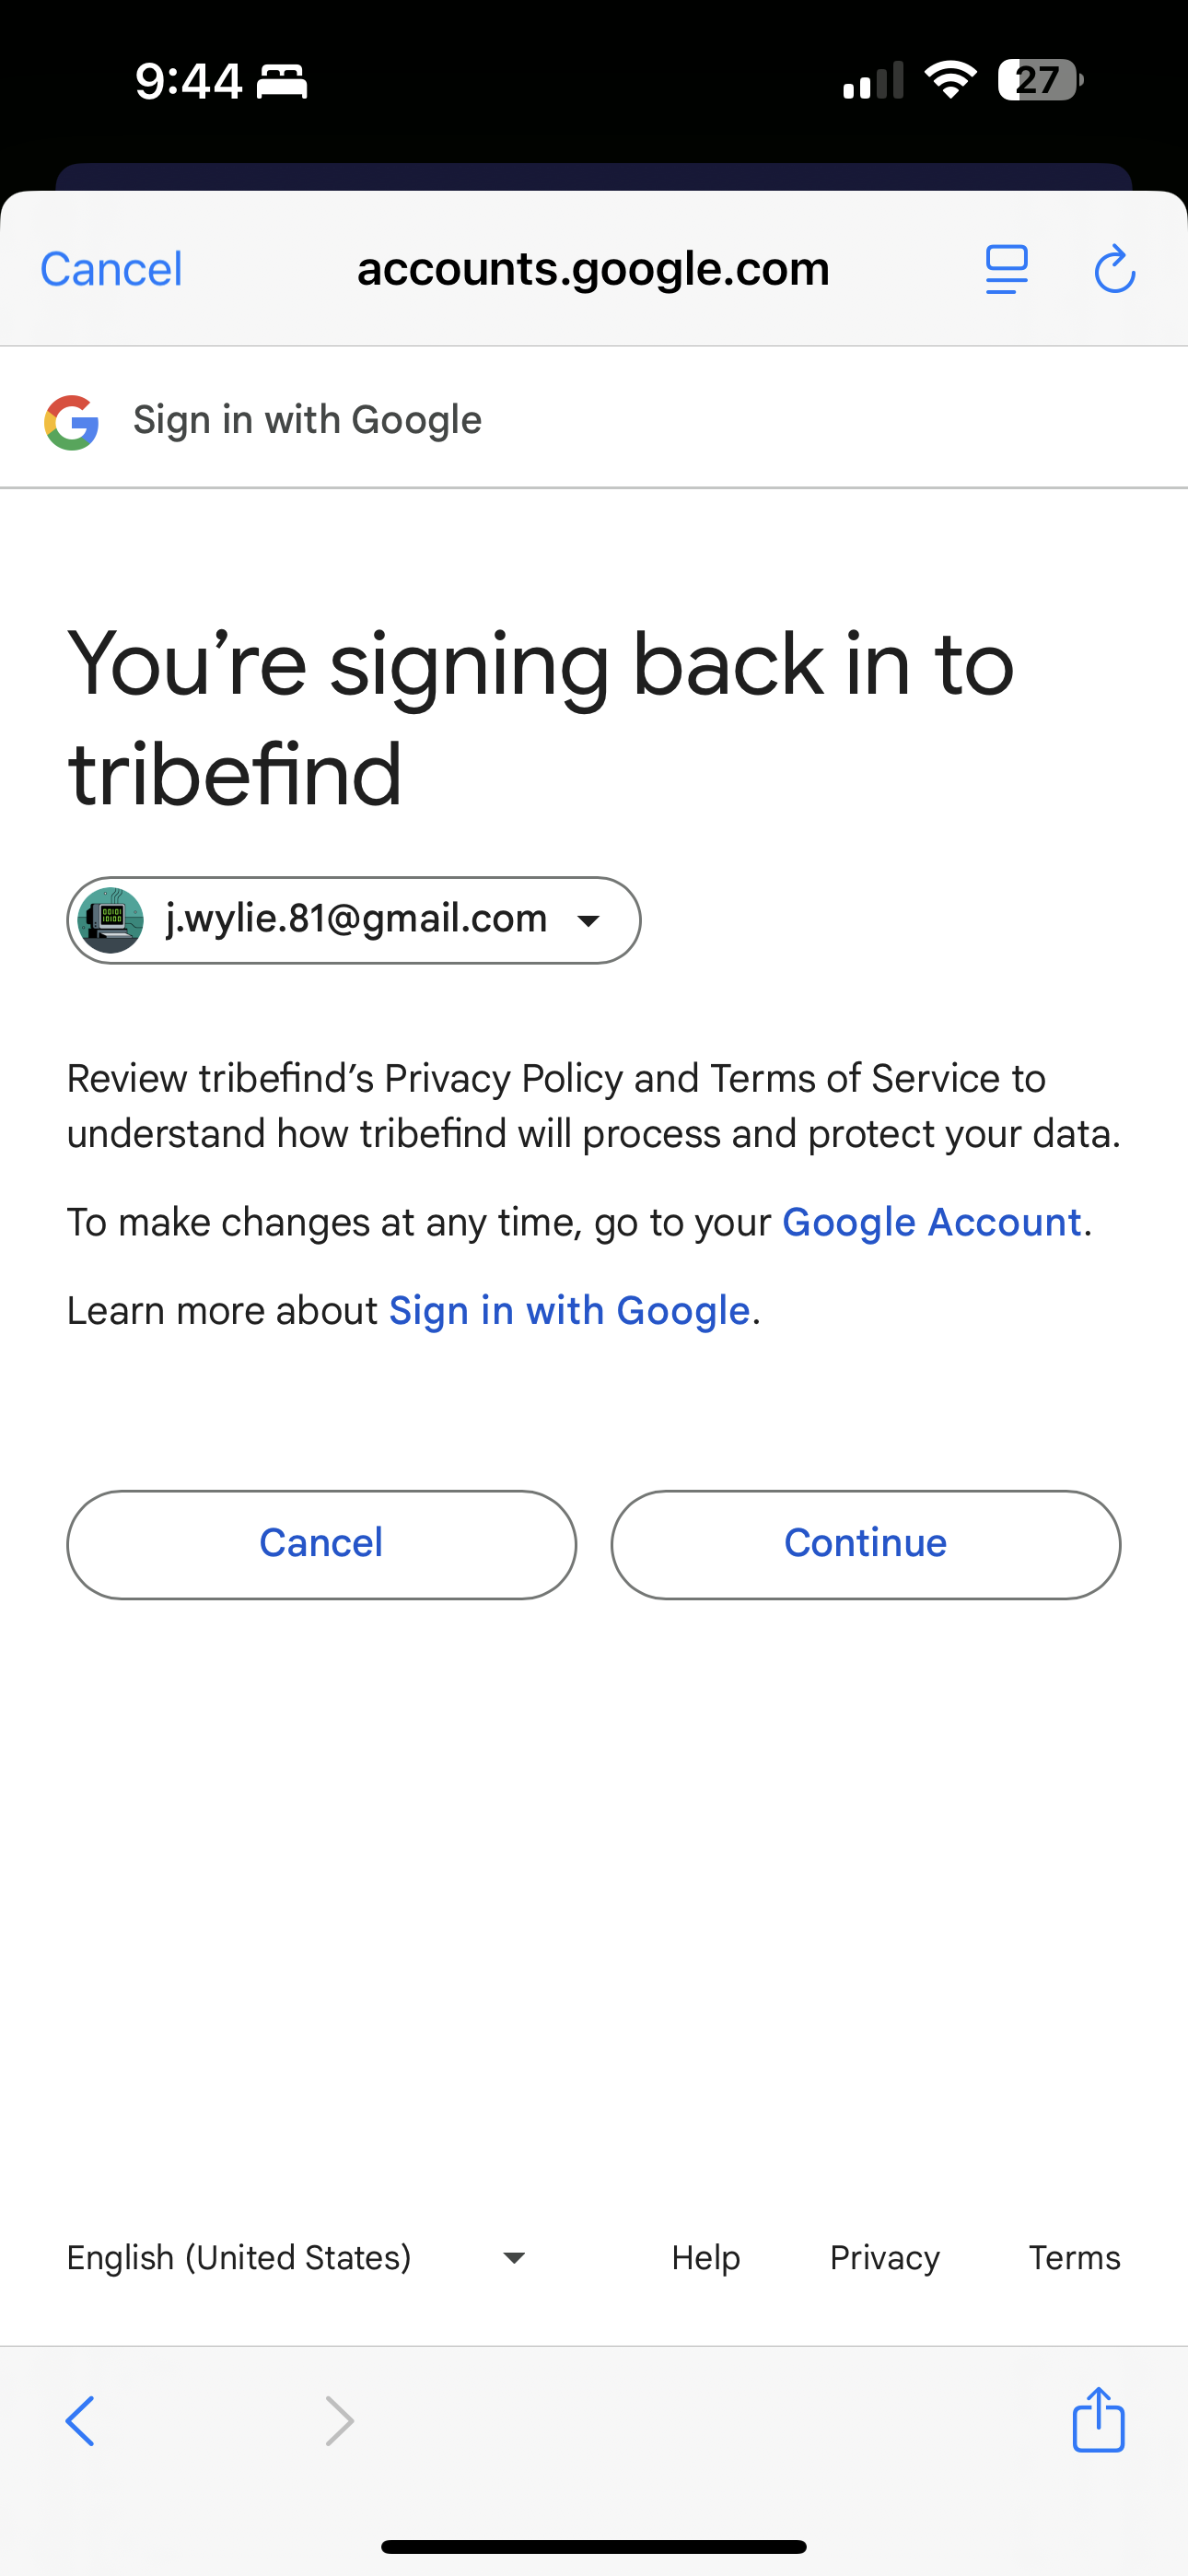 9:44
27
Cancel
accounts.google.com
Sign in with Google
You’re signing back in to
tribefind
j.wylie.81@gmail.com
Review tribefind’s Privacy Policy and Terms of Service to
understand how tribefind will process and protect your data.
To make changes at any time, go to your Google Account.
Learn more about Sign in with Google.
Cancel
Continue
English (United States)
Help
Privacy
Terms